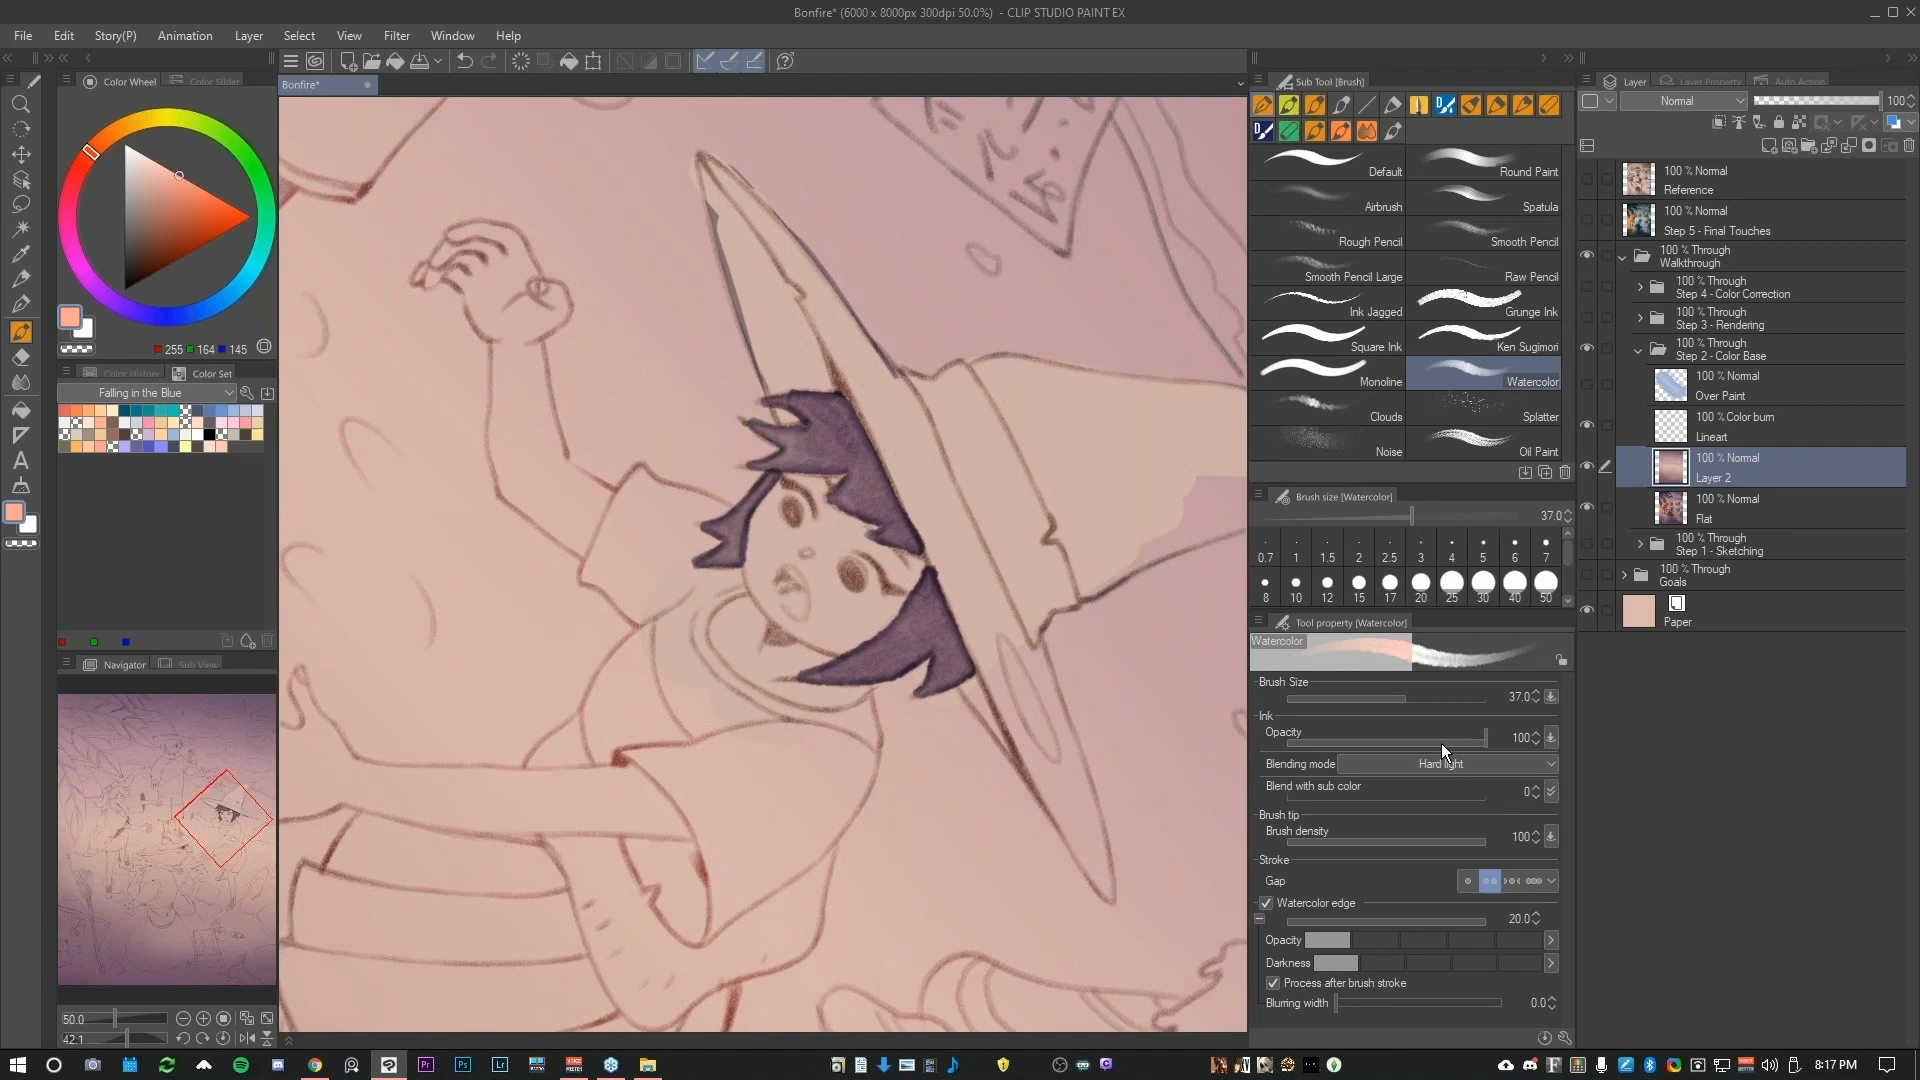 Bonfire* (6000 x 8000px 300dpi 50.0%) - CLIP STUDIO PAINT EX
File Edit Story(P) Animation Layer Select View Filter Window Help
Color Wheel Color Slider
Bonfire*
Sub Tool [Brush]
Layer Layer Property Auto Action
Normal 100
Default Round Paint
Airbrush Spatula
Rough Pencil Smooth Pencil
Smooth Pencil Large Raw Pencil
Ink Jagged Grunge Ink
Square Ink Ken Sugimori
Monoline Watercolor
Clouds Splatter
Noise Oil Paint
255 164 145
Color History Color Set
Falling in the Blue
Navigator Sub View
50.0
42.1
Brush size [Watercolor]
37.0
0.7 1 1.5 2 2.5 3 4 5 6 7
8 10 12 15 17 20 25 30 40 50
Tool property [Watercolor]
Watercolor
Brush Size
37.0
Ink
Opacity 100
Blending mode Hard light
Blend with sub color 0
Brush tip
Brush density 100
Stroke
Gap
Watercolor edge
20.0
Opacity
Darkness
Process after brush stroke
Blurring width 0.0
100 % Normal
Reference
100 % Normal
Step 5 - Final Touches
100 % Through
Walkthrough
100 % Through
Step 4 - Color Correction
100 % Through
Step 3 - Rendering
100 % Through
Step 2 - Color Base
100 % Normal
Over Paint
100 % Color burn
Lineart
100 % Normal
Layer 2
100 % Normal
Flat
100 % Through
Step 1 - Sketching
100 % Through
Goals
Paper
Pr Ps Lr
8:17 PM